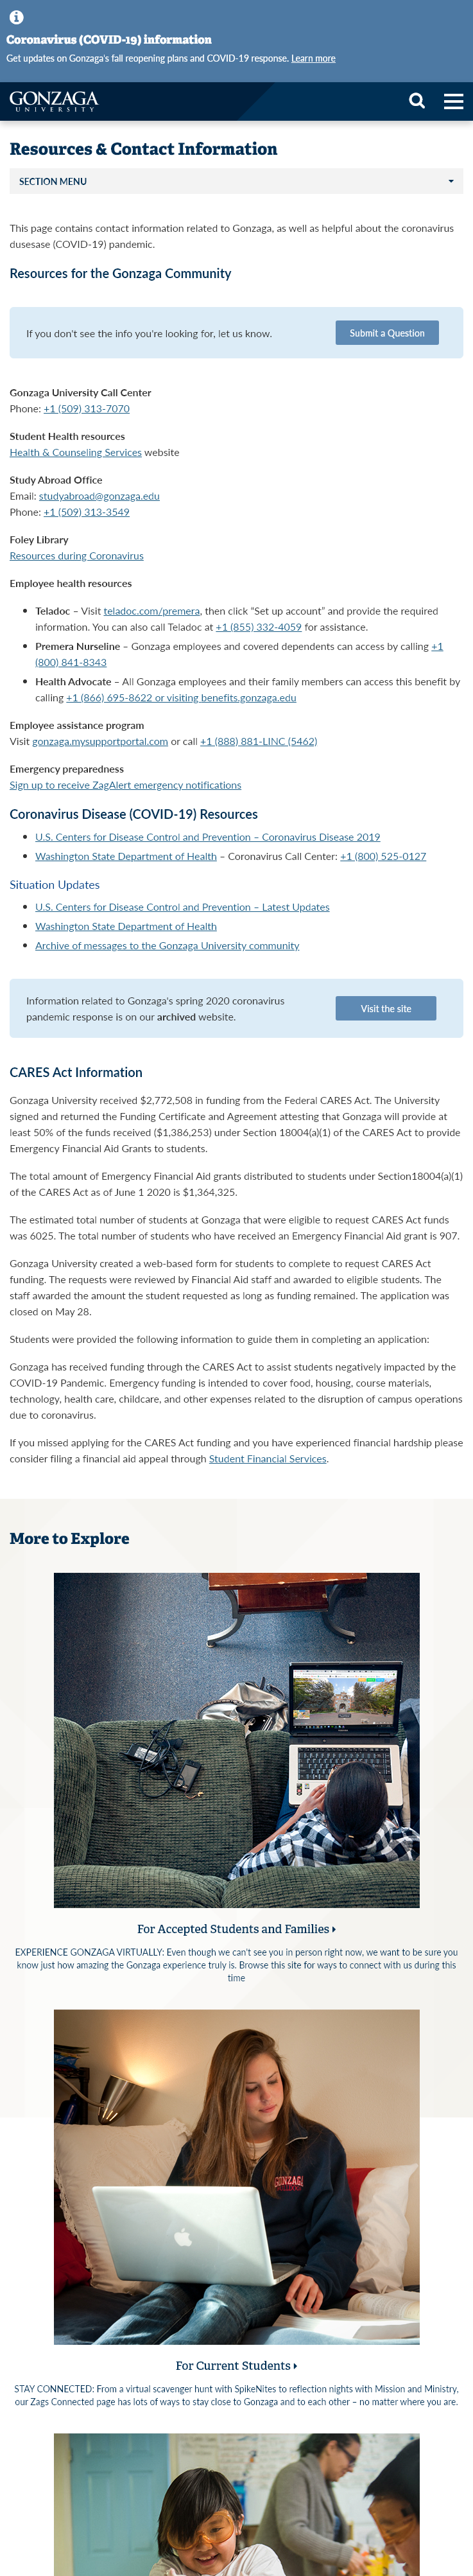 Coronavirus (COVID-19) information
Get updates on Gonzaga's fall reopening plans and COVID-19 response. Learn more
GONZAGA
UNIVERSITY
Resources & Contact Information
SECTION MENU
This page contains contact information related to Gonzaga, as well as helpful about the coronavirus
dusesase (COVID-19) pandemic.
Resources for the Gonzaga Community
If you don't see the info you're looking for, let us know.
Submit a Question
Gonzaga University Call Center
Phone: +1 (509) 313-7070
Student Health resources
Health & Counseling Services website
Study Abroad Office
Email: studyabroad@gonzaga.edu
Phone: +1 (509) 313-3549
Foley Library
Resources during Coronavirus
Employee health resources
Teladoc – Visit teladoc.com/premera, then click "Set up account" and provide the required
information. You can also call Teladoc at +1 (855) 332-4059 for assistance.
Premera Nurseline – Gonzaga employees and covered dependents can access by calling +1
(800) 841-8343
Health Advocate – All Gonzaga employees and their family members can access this benefit by
calling +1 (866) 695-8622 or visiting benefits.gonzaga.edu
Employee assistance program
Visit gonzaga.mysupportportal.com or call +1 (888) 881-LINC (5462)
Emergency preparedness
Sign up to receive ZagAlert emergency notifications
Coronavirus Disease (COVID-19) Resources
U.S. Centers for Disease Control and Prevention – Coronavirus Disease 2019
Washington State Department of Health – Coronavirus Call Center: +1 (800) 525-0127
Situation Updates
U.S. Centers for Disease Control and Prevention – Latest Updates
Washington State Department of Health
Archive of messages to the Gonzaga University community
Information related to Gonzaga's spring 2020 coronavirus
pandemic response is on our archived website.
Visit the site
CARES Act Information
Gonzaga University received $2,772,508 in funding from the Federal CARES Act. The University
signed and returned the Funding Certificate and Agreement attesting that Gonzaga will provide at
least 50% of the funds received ($1,386,253) under Section 18004(a)(1) of the CARES Act to provide
Emergency Financial Aid Grants to students.
The total amount of Emergency Financial Aid grants distributed to students under Section18004(a)(1)
of the CARES Act as of June 1 2020 is $1,364,325.
The estimated total number of students at Gonzaga that were eligible to request CARES Act funds
was 6025. The total number of students who have received an Emergency Financial Aid grant is 907.
Gonzaga University created a web-based form for students to complete to request CARES Act
funding. The requests were reviewed by Financial Aid staff and awarded to eligible students. The
staff awarded the amount the student requested as long as funding remained. The application was
closed on May 28.
Students were provided the following information to guide them in completing an application:
Gonzaga has received funding through the CARES Act to assist students negatively impacted by the
COVID-19 Pandemic. Emergency funding is intended to cover food, housing, course materials,
technology, health care, childcare, and other expenses related to the disruption of campus operations
due to coronavirus.
If you missed applying for the CARES Act funding and you have experienced financial hardship please
consider filing a financial aid appeal through Student Financial Services.
More to Explore
For Accepted Students and Families
EXPERIENCE GONZAGA VIRTUALLY: Even though we can't see you in person right now, we want to be sure you
know just how amazing the Gonzaga experience truly is. Browse this site for ways to connect with us during this
time
GONZAGA
For Current Students
STAY CONNECTED: From a virtual scavenger hunt with SpikeNites to reflection nights with Mission and Ministry,
our Zags Connected page has lots of ways to stay close to Gonzaga and to each other – no matter where you are.